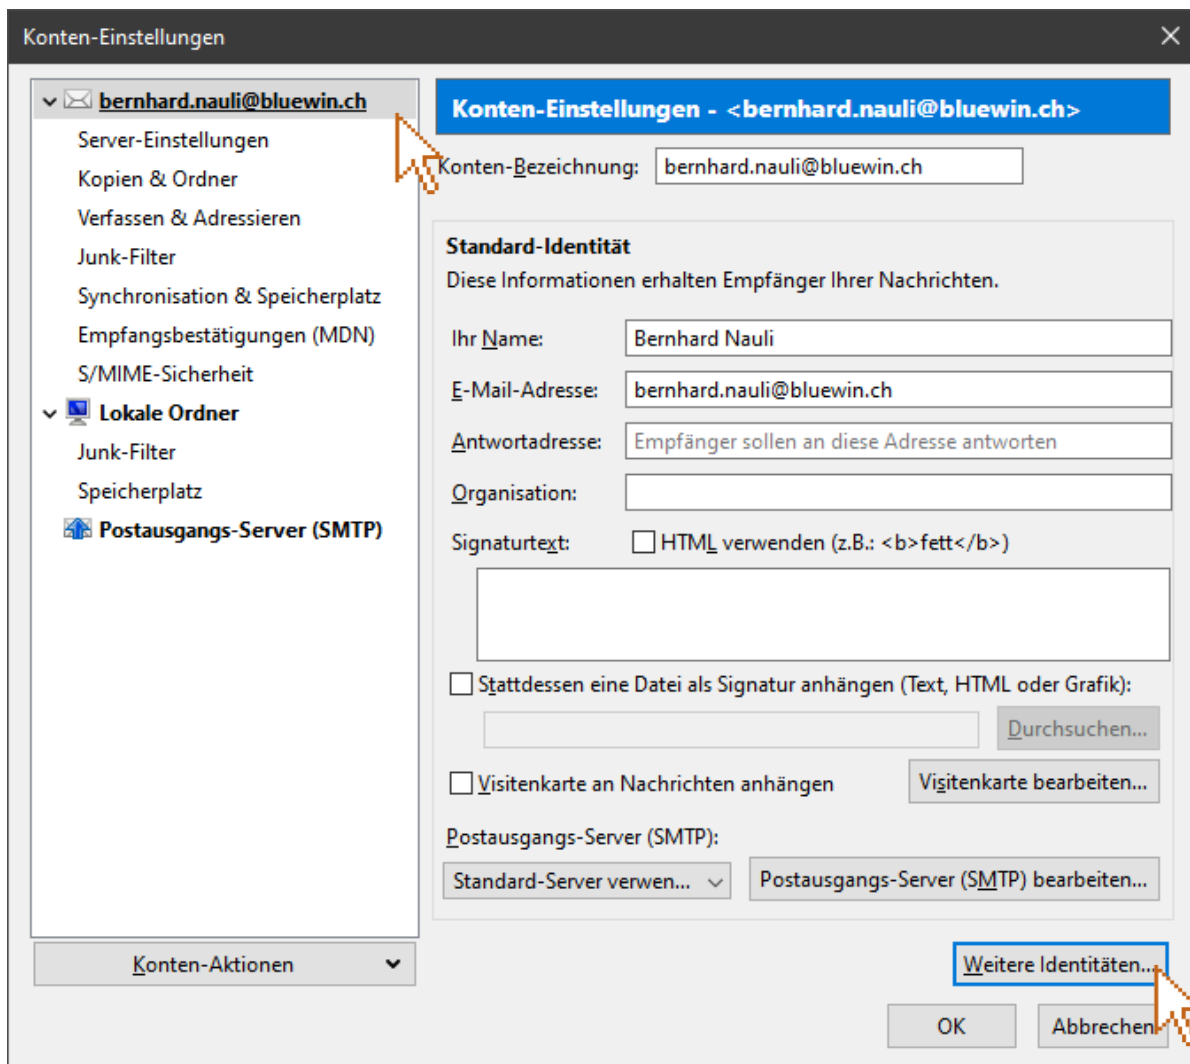 Konten-Einstellungen
bernhard.nauli@bluewin.ch
Server-Einstellungen
Kopien & Ordner
Verfassen & Adressieren
Junk-Filter
Synchronisation & Speicherplatz
Empfangsbestätigungen (MDN)
S/MIME-Sicherheit
Lokale Ordner
Junk-Filter
Speicherplatz
Postausgangs-Server (SMTP)
Konten-Aktionen
Konten-Einstellungen - <bernhard.nauli@bluewin.ch>
Konten-Bezeichnung: bernhard.nauli@bluewin.ch
Standard-Identität
Diese Informationen erhalten Empfänger Ihrer Nachrichten.
Ihr Name: Bernhard Nauli
E-Mail-Adresse: bernhard.nauli@bluewin.ch
Antwortadresse: Empfänger sollen an diese Adresse antworten
Organisation:
Signaturtext: HTML verwenden (z.B.: <b>fett</b>)
Stattdessen eine Datei als Signatur anhängen (Text, HTML oder Grafik):
Durchsuchen...
Visitenkarte an Nachrichten anhängen Visitenkarte bearbeiten...
Postausgangs-Server (SMTP):
Standard-Server verwen... Postausgangs-Server (SMTP) bearbeiten...
Weitere Identitäten...
OK Abbrechen